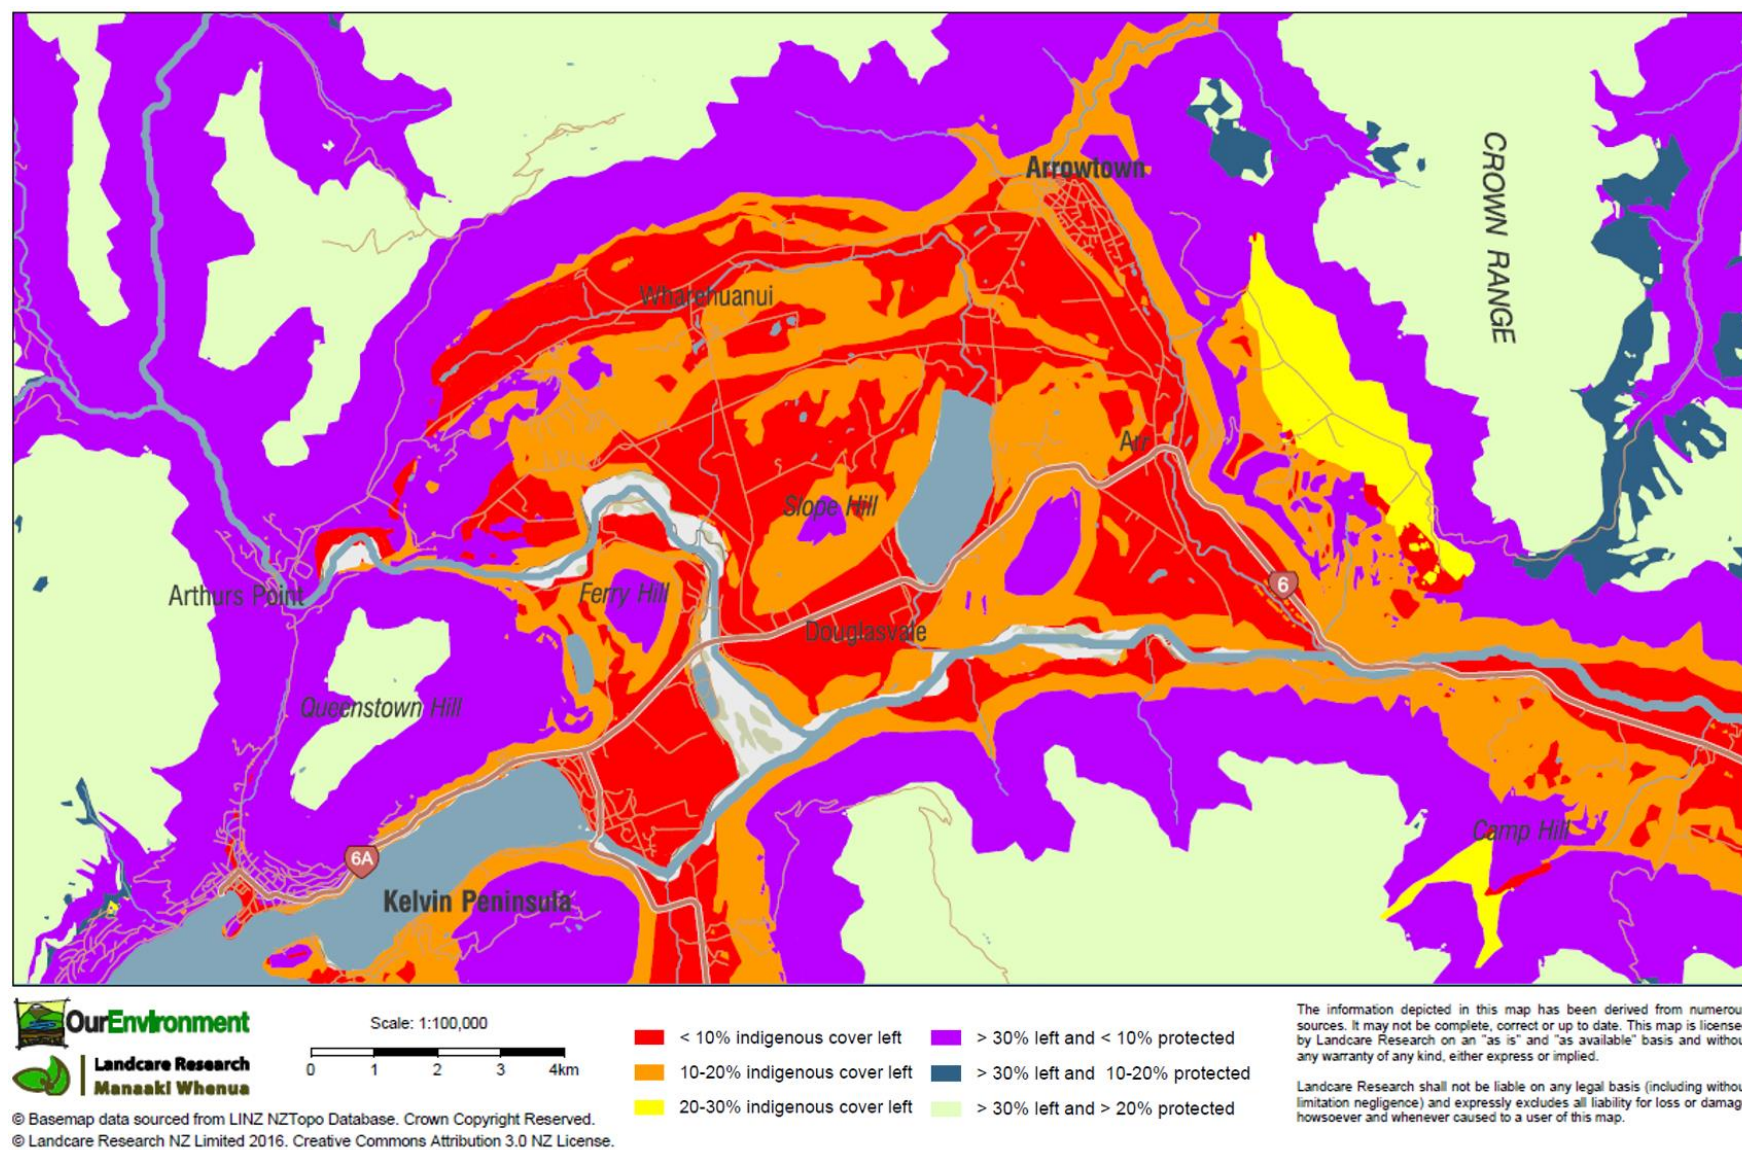 Arrowtown
CROWN RANGE
Wharehuanui
Arr
Slope Hill
6
Arthurs Point
Ferry Hill
Douglasvale
Queenstown Hill
Camp Hill
6A
Kelvin Peninsula
OurEnvironment
Landcare Research
Manaaki Whenua
Scale: 1:100,000
0 1 2 3 4km
< 10% indigenous cover left
10-20% indigenous cover left
20-30% indigenous cover left
> 30% left and < 10% protected
> 30% left and 10-20% protected
> 30% left and > 20% protected
© Basemap data sourced from LINZ NZTopo Database. Crown Copyright Reserved.
© Landcare Research NZ Limited 2016. Creative Commons Attribution 3.0 NZ License.
The information depicted in this map has been derived from numerou
sources. It may not be complete, correct or up to date. This map is license
by Landcare Research on an "as is" and "as available" basis and withou
any warranty of any kind, either express or implied.
Landcare Research shall not be liable on any legal basis (including withou
limitation negligence) and expressly excludes all liability for loss or damag
howsoever and whenever caused to a user of this map.